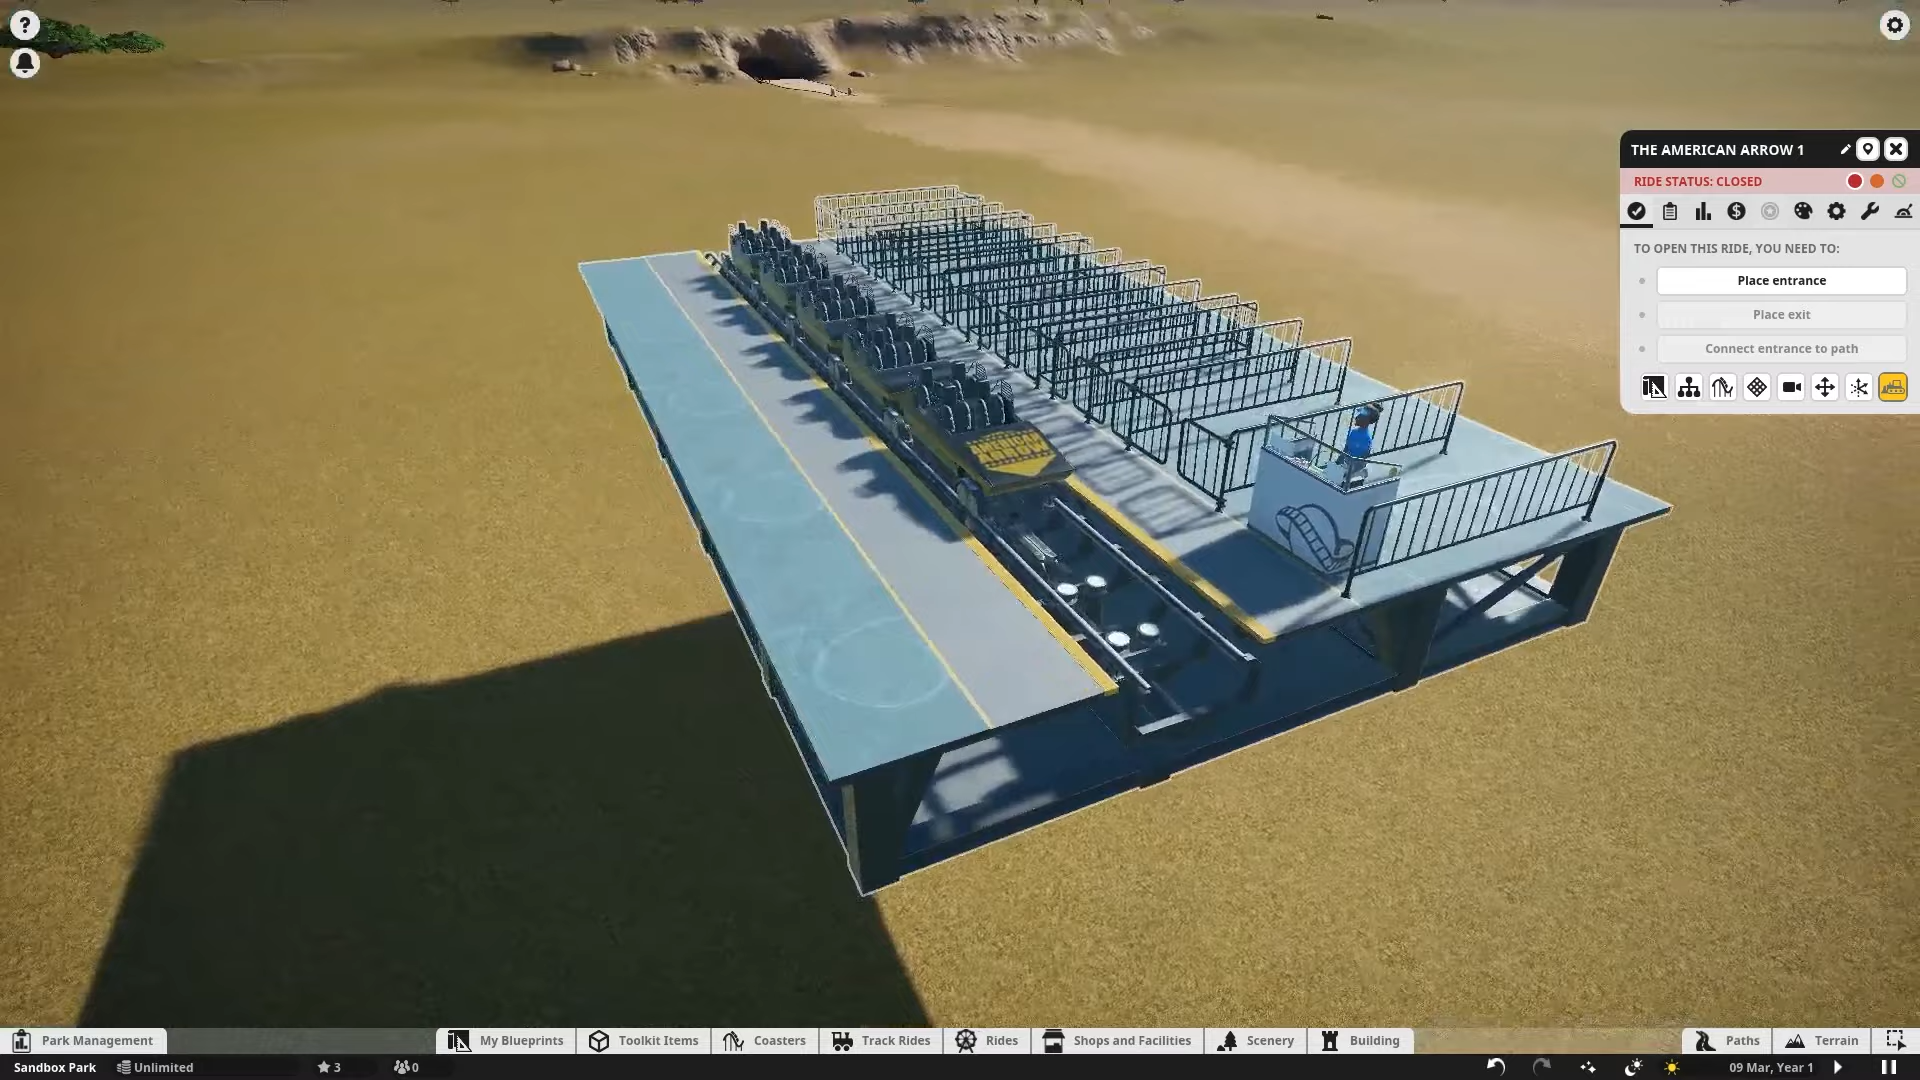 THE AMERICAN ARROW 1
RIDE STATUS: CLOSED
TO OPEN THIS RIDE, YOU NEED TO:
Place entrance
Place exit
Connect entrance to path
AMERICAN
ARROW
Park Management
My Blueprints
Toolkit Items
Coasters
Track Rides
Rides
Shops and Facilities
Scenery
Building
Paths
Terrain
Sandbox Park
Unlimited
3
0
09 Mar, Year 1